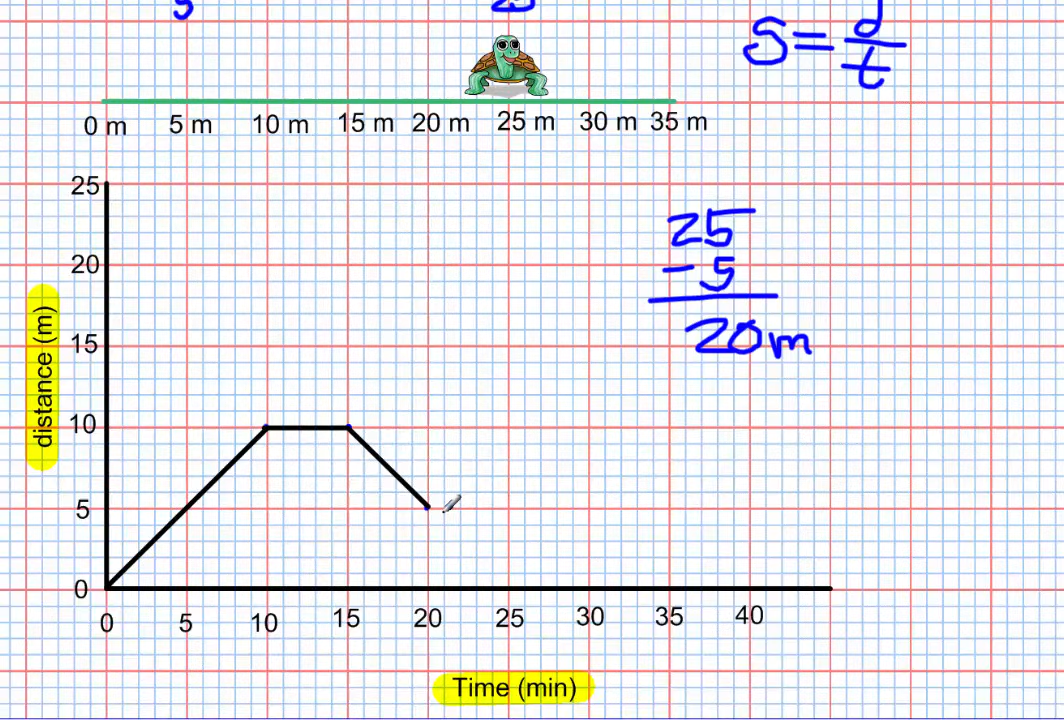 S = d/t
0 m 5 m 10 m 15 m 20 m 25 m 30 m 35 m
25
20
15
10
5
0
distance (m)
25
- 5
20m
0 5 10 15 20 25 30 35 40
Time (min)